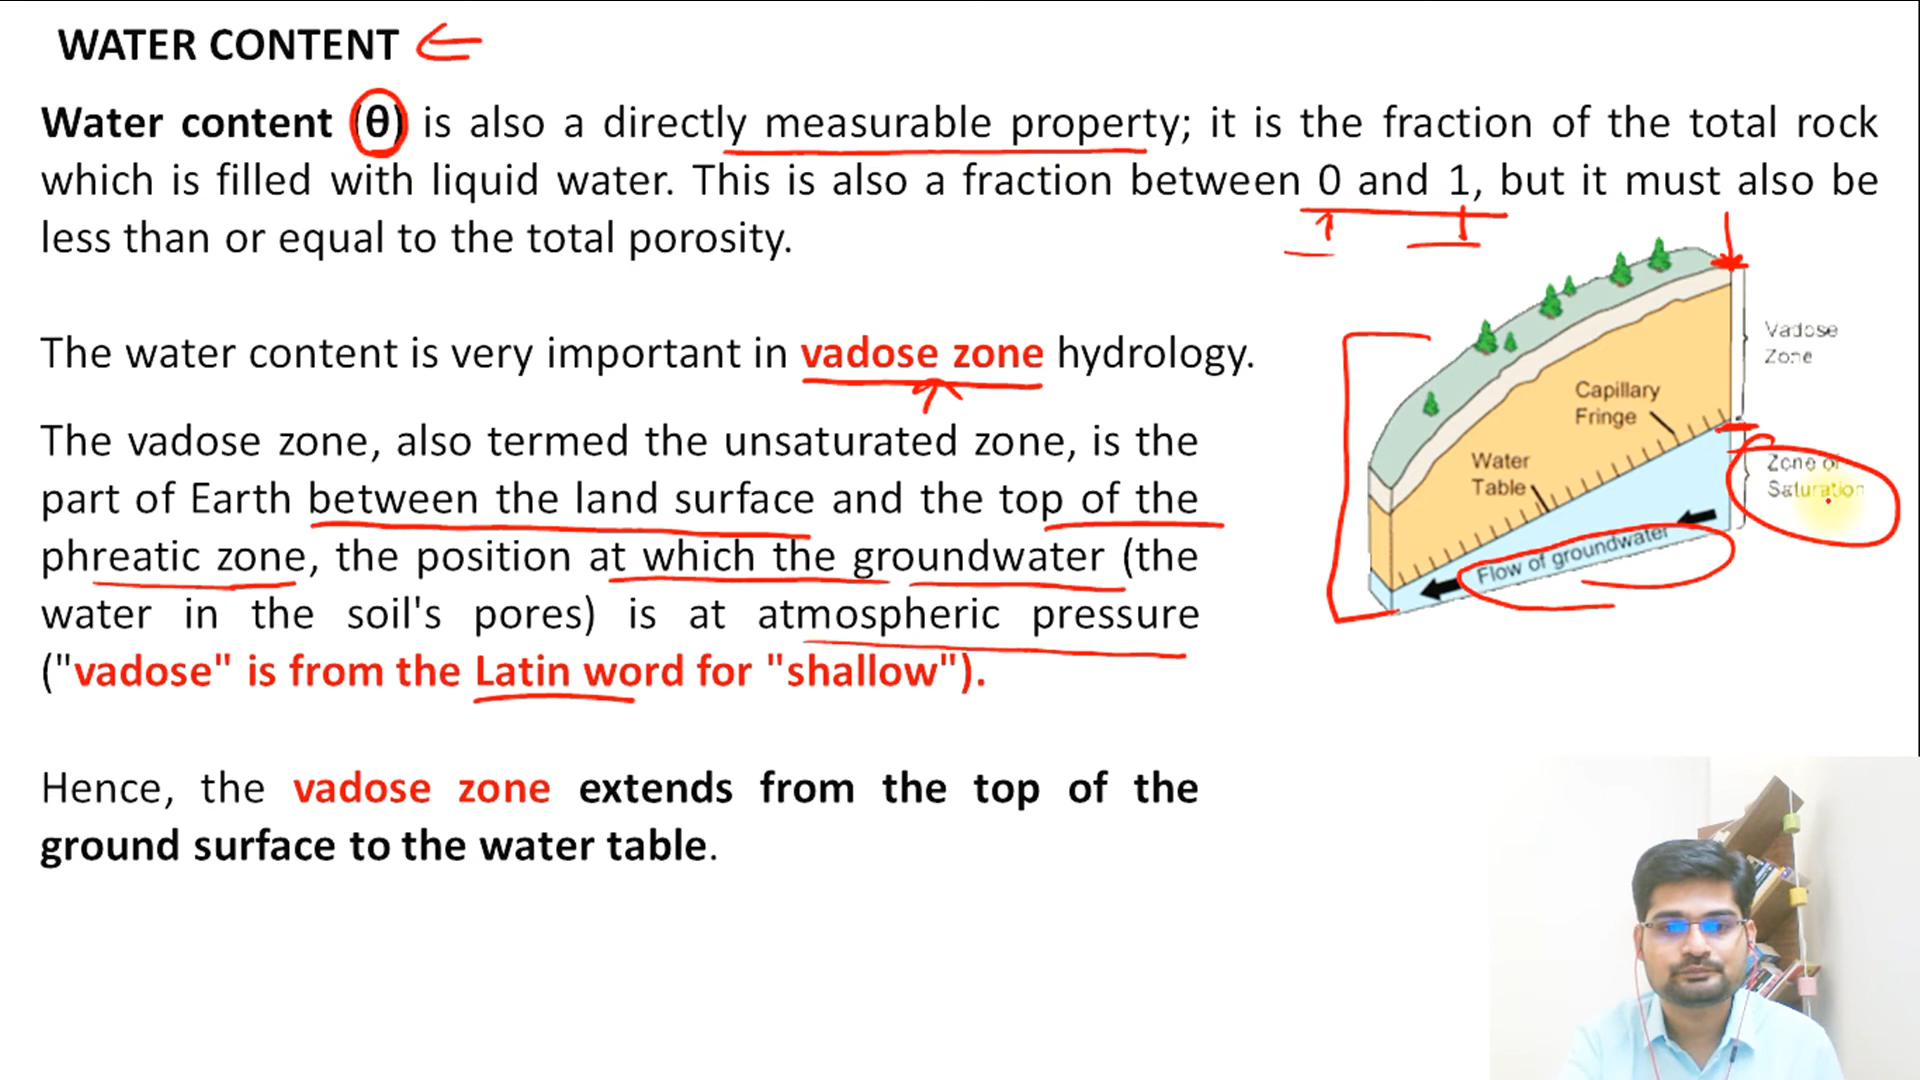 WATER CONTENT
Water content (θ) is also a directly measurable property; it is the fraction of the total rock
which is filled with liquid water. This is also a fraction between 0 and 1, but it must also be
less than or equal to the total porosity.
The water content is very important in vadose zone hydrology.
The vadose zone, also termed the unsaturated zone, is the
part of Earth between the land surface and the top of the
phreatic zone, the position at which the groundwater (the
water in the soil's pores) is at atmospheric pressure
("vadose" is from the Latin word for "shallow").
Hence, the vadose zone extends from the top of the
ground surface to the water table.
Vadose
Zone
Capillary
Fringe
Water
Table
Zone of
Saturation
Flow of groundwater